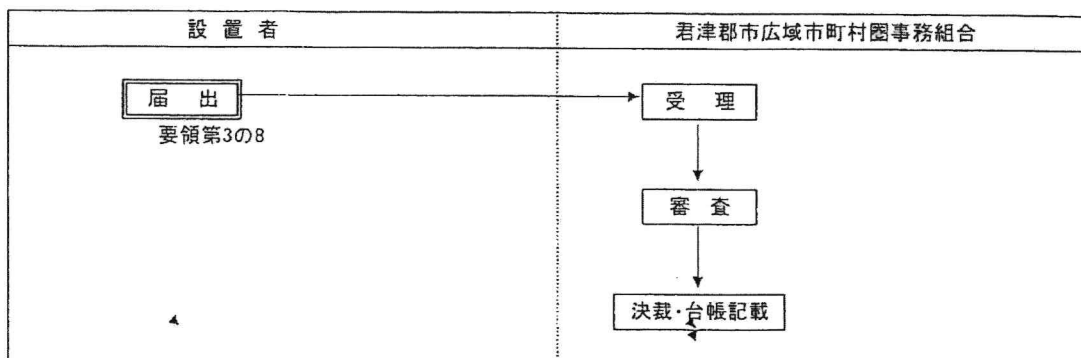 設置者
君津郡市広域市町村圏事務組合
届出
受理
要領第3の8
審査
決裁・台帳記載